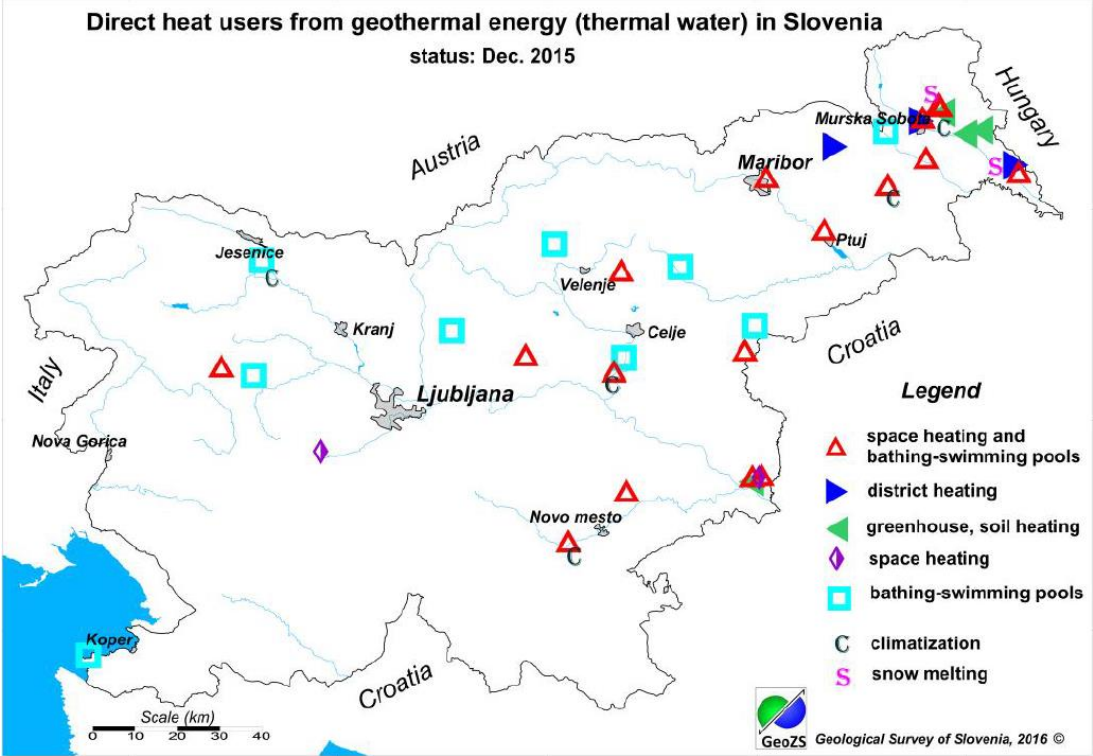 Direct heat users from geothermal energy (thermal water) in Slovenia
status: Dec. 2015
Hungary
S
Murska Sobota
C
Austria
Maribor
S
C
Ptuj
Jesenice
C
Velenje
Kranj
Celje
Croatia
Italy
C
Ljubljana
Legend
Nova Gorica
space heating and
bathing-swimming pools
district heating
Novo mesto
greenhouse, soil heating
C
space heating
bathing-swimming pools
Koper
C climatization
S snow melting
Croatia
Scale (km)
0 10 20 30 40
GeoZS
Geological Survey of Slovenia, 2016 ©